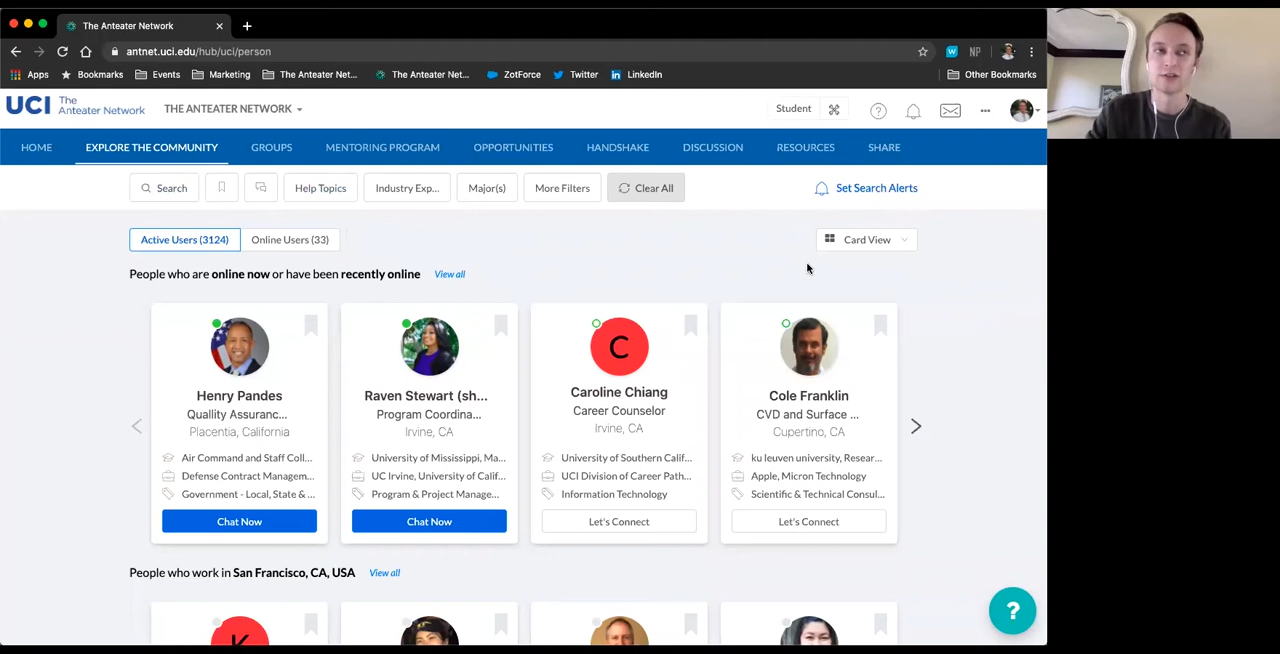 The Anteater Network
antnet.uci.edu/hub/uci/person
W NP
Apps Bookmarks Events Marketing The Anteater Net... The Anteater Net... ZotForce Twitter LinkedIn Other Bookmarks
UCI The Anteater Network
THE ANTEATER NETWORK
Student
HOME EXPLORE THE COMMUNITY GROUPS MENTORING PROGRAM OPPORTUNITIES HANDSHAKE DISCUSSION RESOURCES SHARE
Search Help Topics Industry Exp... Major(s) More Filters Clear All Set Search Alerts
Active Users (3124) Online Users (33) Card View
People who are online now or have been recently online View all
Henry Pandes
Quallity Assuranc...
Placentia, California
Air Command and Staff Coll...
Defense Contract Managem...
Government - Local, State & ...
Chat Now
Raven Stewart (sh...
Program Coordina...
Irvine, CA
University of Mississippi, Ma...
UC Irvine, University of Calif...
Program & Project Manage...
Chat Now
C
Caroline Chiang
Career Counselor
Irvine, CA
University of Southern Calif...
UCI Division of Career Path...
Information Technology
Let's Connect
Cole Franklin
CVD and Surface ...
Cupertino, CA
ku leuven university, Resear...
Apple, Micron Technology
Scientific & Technical Consul...
Let's Connect
People who work in San Francisco, CA, USA View all
K
?